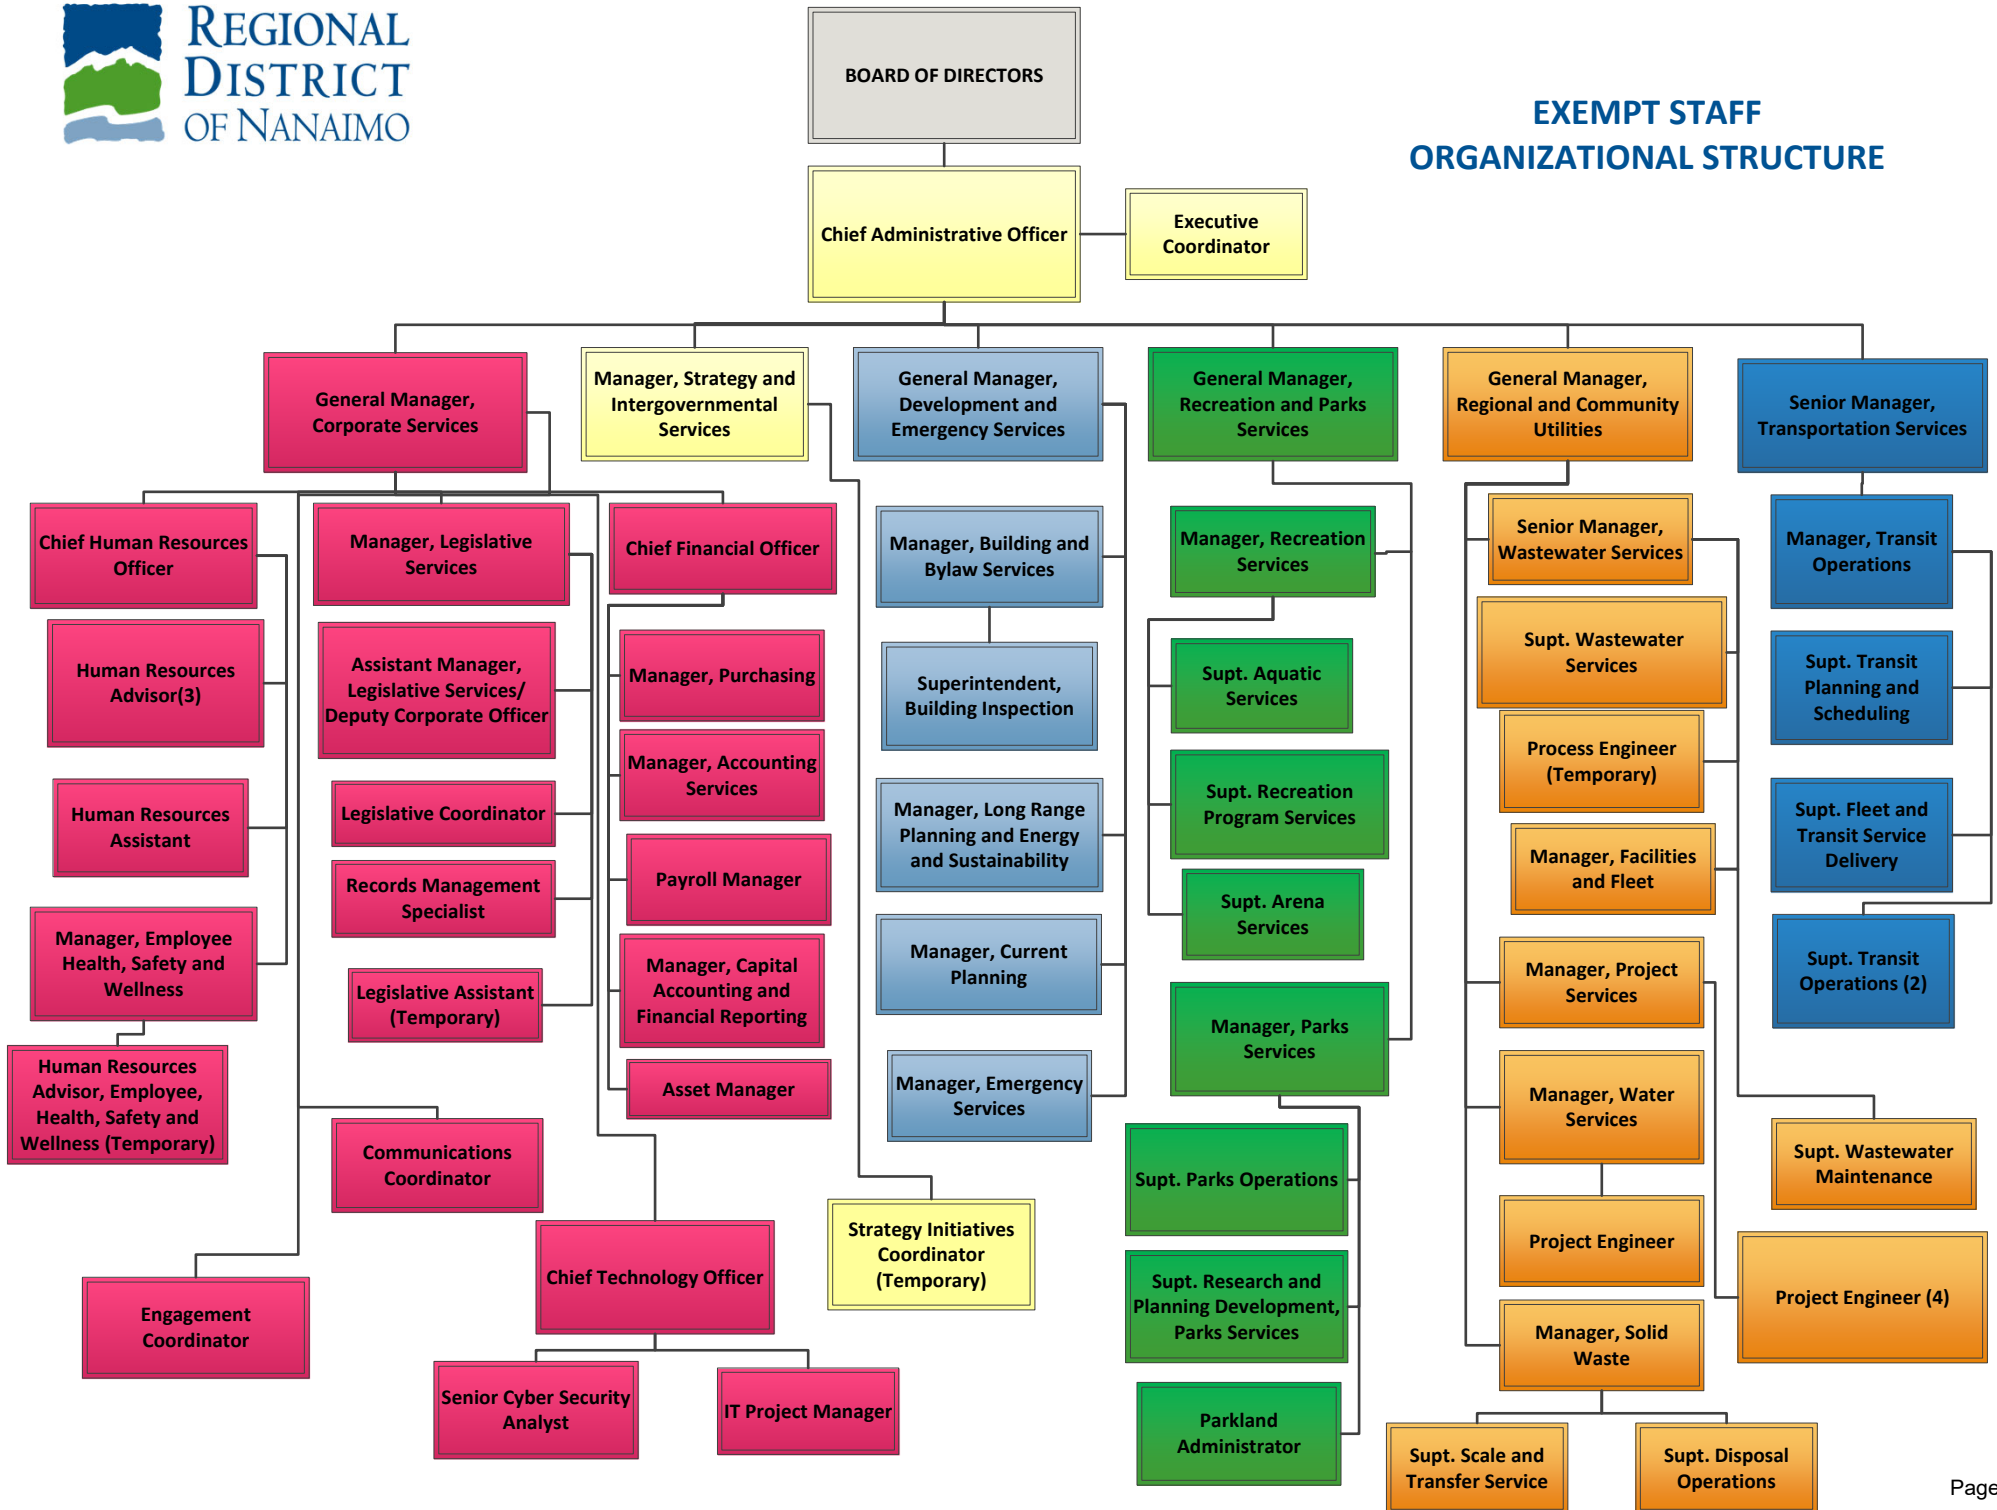 REGIONAL
DISTRICT
OF NANAIMO
BOARD OF DIRECTORS
EXEMPT STAFF
ORGANIZATIONAL STRUCTURE
Chief Administrative Officer
Executive
Coordinator
General Manager,
Corporate Services
Manager, Strategy and
Intergovernmental
Services
General Manager,
Development and
Emergency Services
General Manager,
Recreation and Parks
Services
General Manager,
Regional and Community
Utilities
Senior Manager,
Transportation Services
Chief Human Resources
Officer
Human Resources
Advisor(3)
Human Resources
Assistant
Manager, Employee
Health, Safety and
Wellness
Human Resources
Advisor, Employee,
Health, Safety and
Wellness (Temporary)
Manager, Legislative
Services
Assistant Manager,
Legislative Services/
Deputy Corporate Officer
Legislative Coordinator
Records Management
Specialist
Legislative Assistant
(Temporary)
Chief Financial Officer
Manager, Purchasing
Manager, Accounting
Services
Payroll Manager
Manager, Capital
Accounting and
Financial Reporting
Asset Manager
Communications
Coordinator
Engagement
Coordinator
Chief Technology Officer
Senior Cyber Security
Analyst
IT Project Manager
Strategy Initiatives
Coordinator
(Temporary)
Manager, Building and
Bylaw Services
Superintendent,
Building Inspection
Manager, Long Range
Planning and Energy
and Sustainability
Manager, Current
Planning
Manager, Emergency
Services
Manager, Recreation
Services
Supt. Aquatic
Services
Supt. Recreation
Program Services
Supt. Arena
Services
Manager, Parks
Services
Supt. Parks Operations
Supt. Research and
Planning Development,
Parks Services
Parkland
Administrator
Senior Manager,
Wastewater Services
Supt. Wastewater
Services
Process Engineer
(Temporary)
Manager, Facilities
and Fleet
Manager, Project
Services
Manager, Water
Services
Project Engineer
Manager, Solid
Waste
Supt. Scale and
Transfer Service
Supt. Disposal
Operations
Manager, Transit
Operations
Supt. Transit
Planning and
Scheduling
Supt. Fleet and
Transit Service
Delivery
Supt. Transit
Operations (2)
Supt. Wastewater
Maintenance
Project Engineer (4)
Page